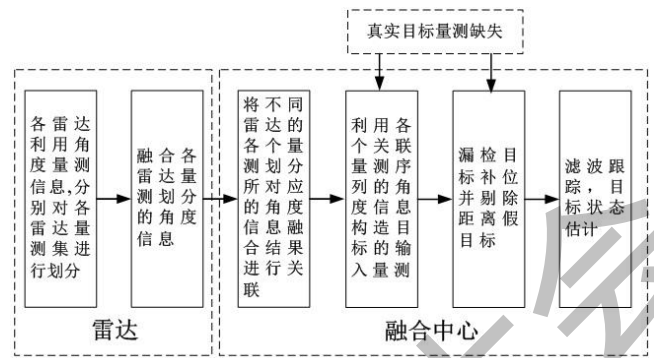 真实目标量测缺失
各雷达
利用角
度量测
信息,分
别对各
雷达量
测集进
行划分
融合各
雷达量
测划分
的角度
信息
将不同
雷达的
各个量
测划分
所对应
的角度
信息融
合结果
进行关
联
利用各
个关联
量测序
列的角
度信息
构造目
标的输
入量测
漏检目
标补位
并剔除
距离假
目标
滤波跟
踪，目
标状态
估计
雷达
融合中心